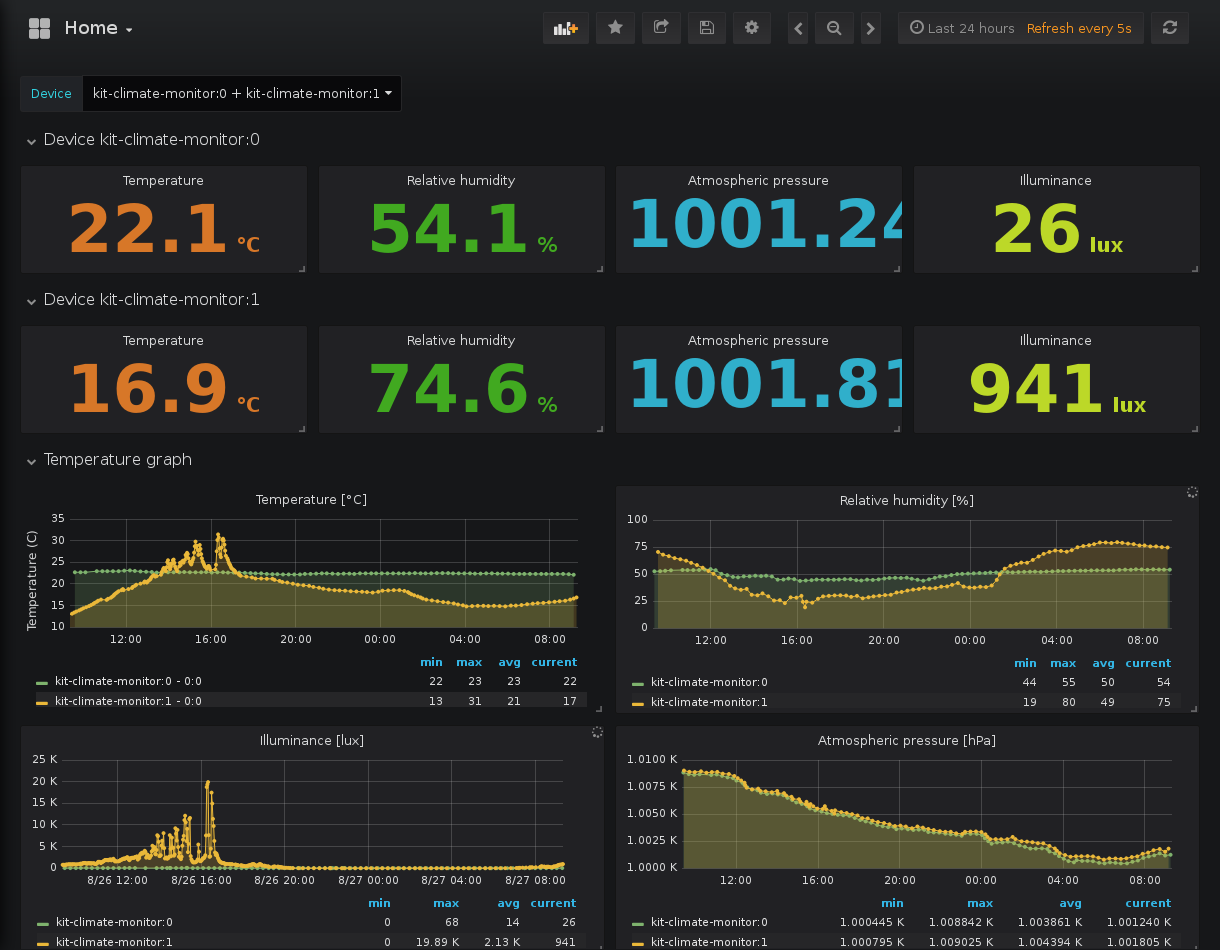 Home
Last 24 hours Refresh every 5s
Device kit-climate-monitor:0 + kit-climate-monitor:1
Device kit-climate-monitor:0
Temperature Relative humidity Atmospheric pressure Illuminance
22.1 °C 54.1 % 1001.24 26 lux
Device kit-climate-monitor:1
Temperature Relative humidity Atmospheric pressure Illuminance
16.9 °C 74.6 % 1001.81 941 lux
Temperature graph
Temperature [°C]
Temperature (C)
35
30
25
20
15
10
12:00 16:00 20:00 00:00 04:00 08:00
min max avg current
kit-climate-monitor:0 - 0:0 22 23 23 22
kit-climate-monitor:1 - 0:0 13 31 21 17
Relative humidity [%]
100
75
50
25
0
12:00 16:00 20:00 00:00 04:00 08:00
min max avg current
kit-climate-monitor:0 44 55 50 54
kit-climate-monitor:1 19 80 49 75
Illuminance [lux]
25 K
20 K
15 K
10 K
5 K
0
8/26 12:00 8/26 16:00 8/26 20:00 8/27 00:00 8/27 04:00 8/27 08:00
min max avg current
kit-climate-monitor:0 0 68 14 26
kit-climate-monitor:1 0 19.89 K 2.13 K 941
Atmospheric pressure [hPa]
1.0100 K
1.0075 K
1.0050 K
1.0025 K
1.0000 K
12:00 16:00 20:00 00:00 04:00 08:00
min max avg current
kit-climate-monitor:0 1.000445 K 1.008842 K 1.003861 K 1.001240 K
kit-climate-monitor:1 1.000795 K 1.009025 K 1.004394 K 1.001805 K